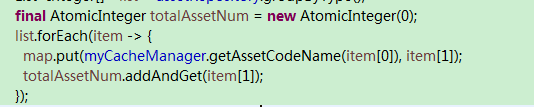 final AtomicInteger totalAssetNum = new AtomicInteger(0);
list.forEach(item -> {
map.put(myCacheManager.getAssetCodeName(item[0]), item[1]);
totalAssetNum.addAndGet(item[1]);
});